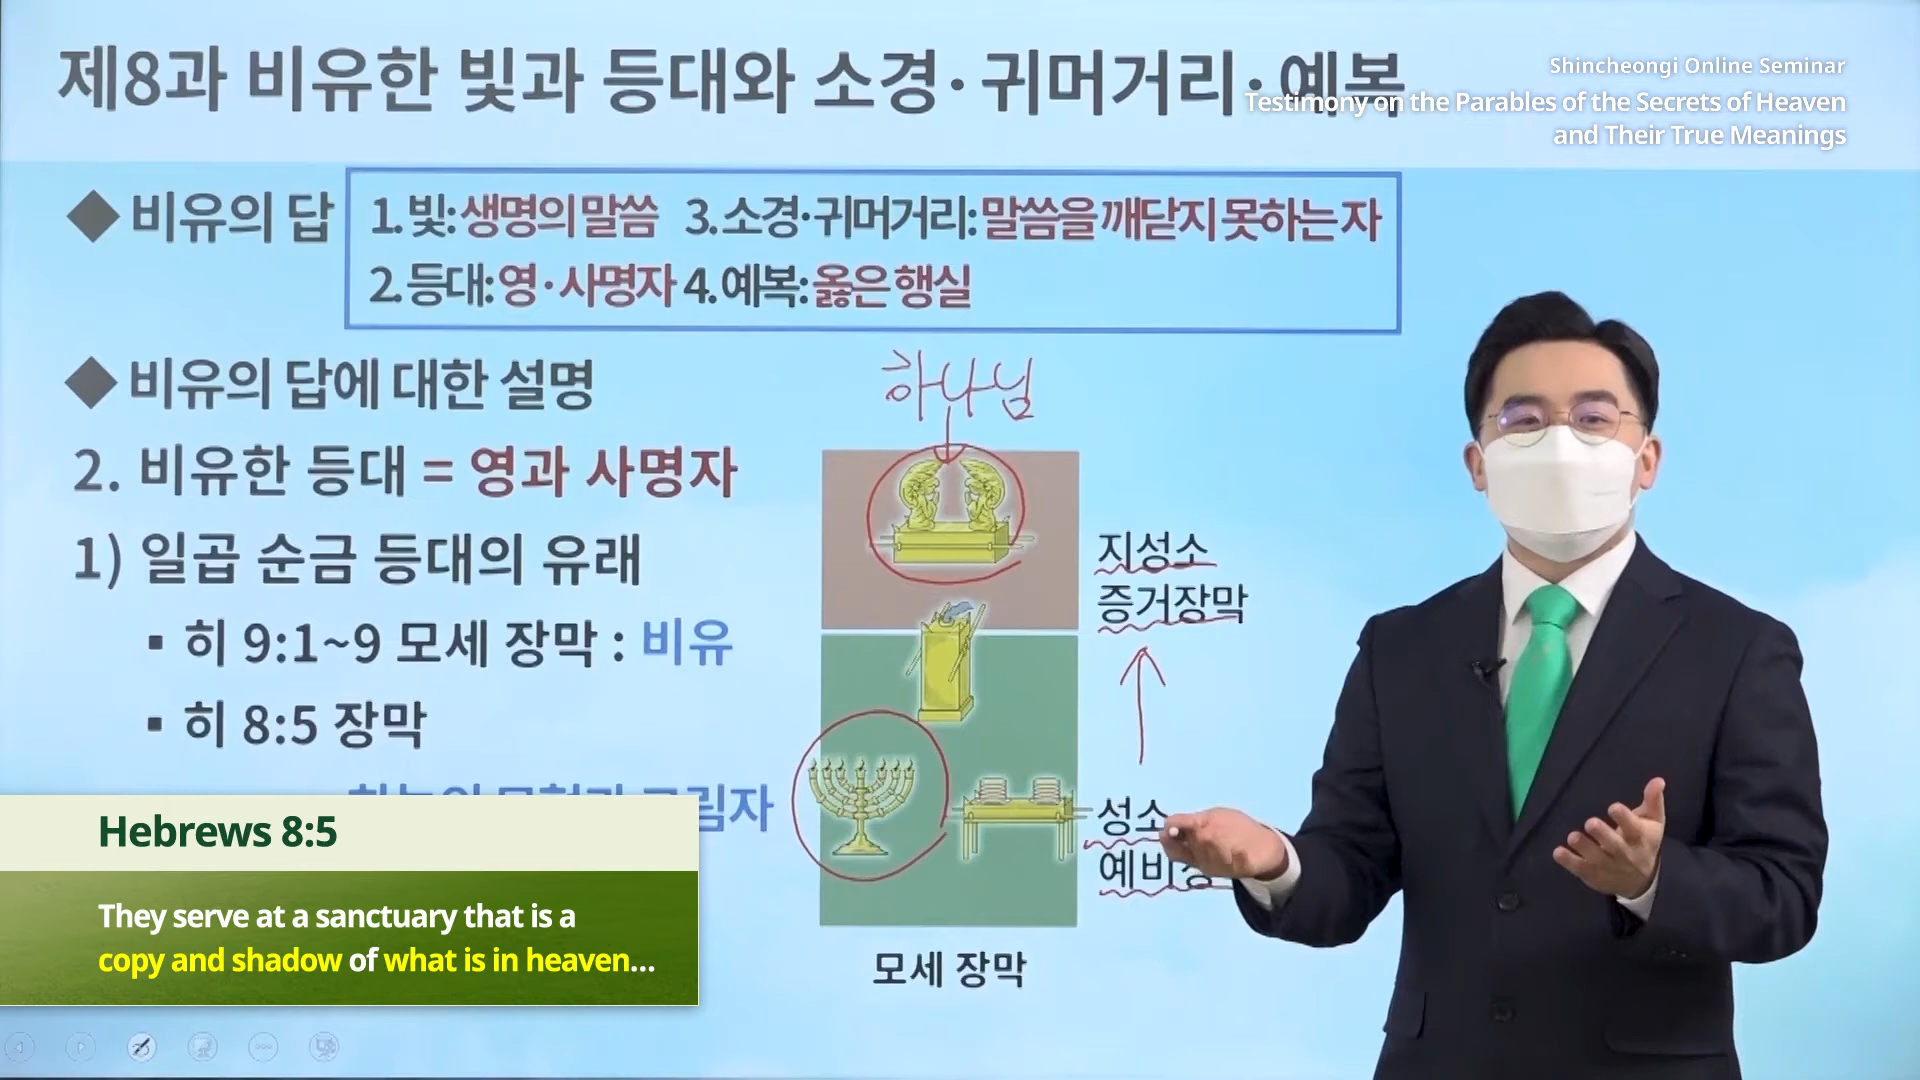 제8과 비유한 빛과 등대와 소경·귀머거리·예복
Shincheongi Online Seminar
Testimony on the Parables of the Secrets of Heaven
and Their True Meanings
◆ 비유의 답
1. 빛: 생명의 말씀 3. 소경·귀머거리: 말씀을 깨닫지 못하는 자
2. 등대: 영·사명자 4. 예복: 옳은 행실
◆ 비유의 답에 대한 설명
하나님
2. 비유한 등대 = 영과 사명자
1) 일곱 순금 등대의 유래
▪ 히 9:1~9 모세 장막 : 비유
▪ 히 8:5 장막
지성소
증거장막
성소
예비장
모세 장막
Hebrews 8:5
They serve at a sanctuary that is a
copy and shadow of what is in heaven...